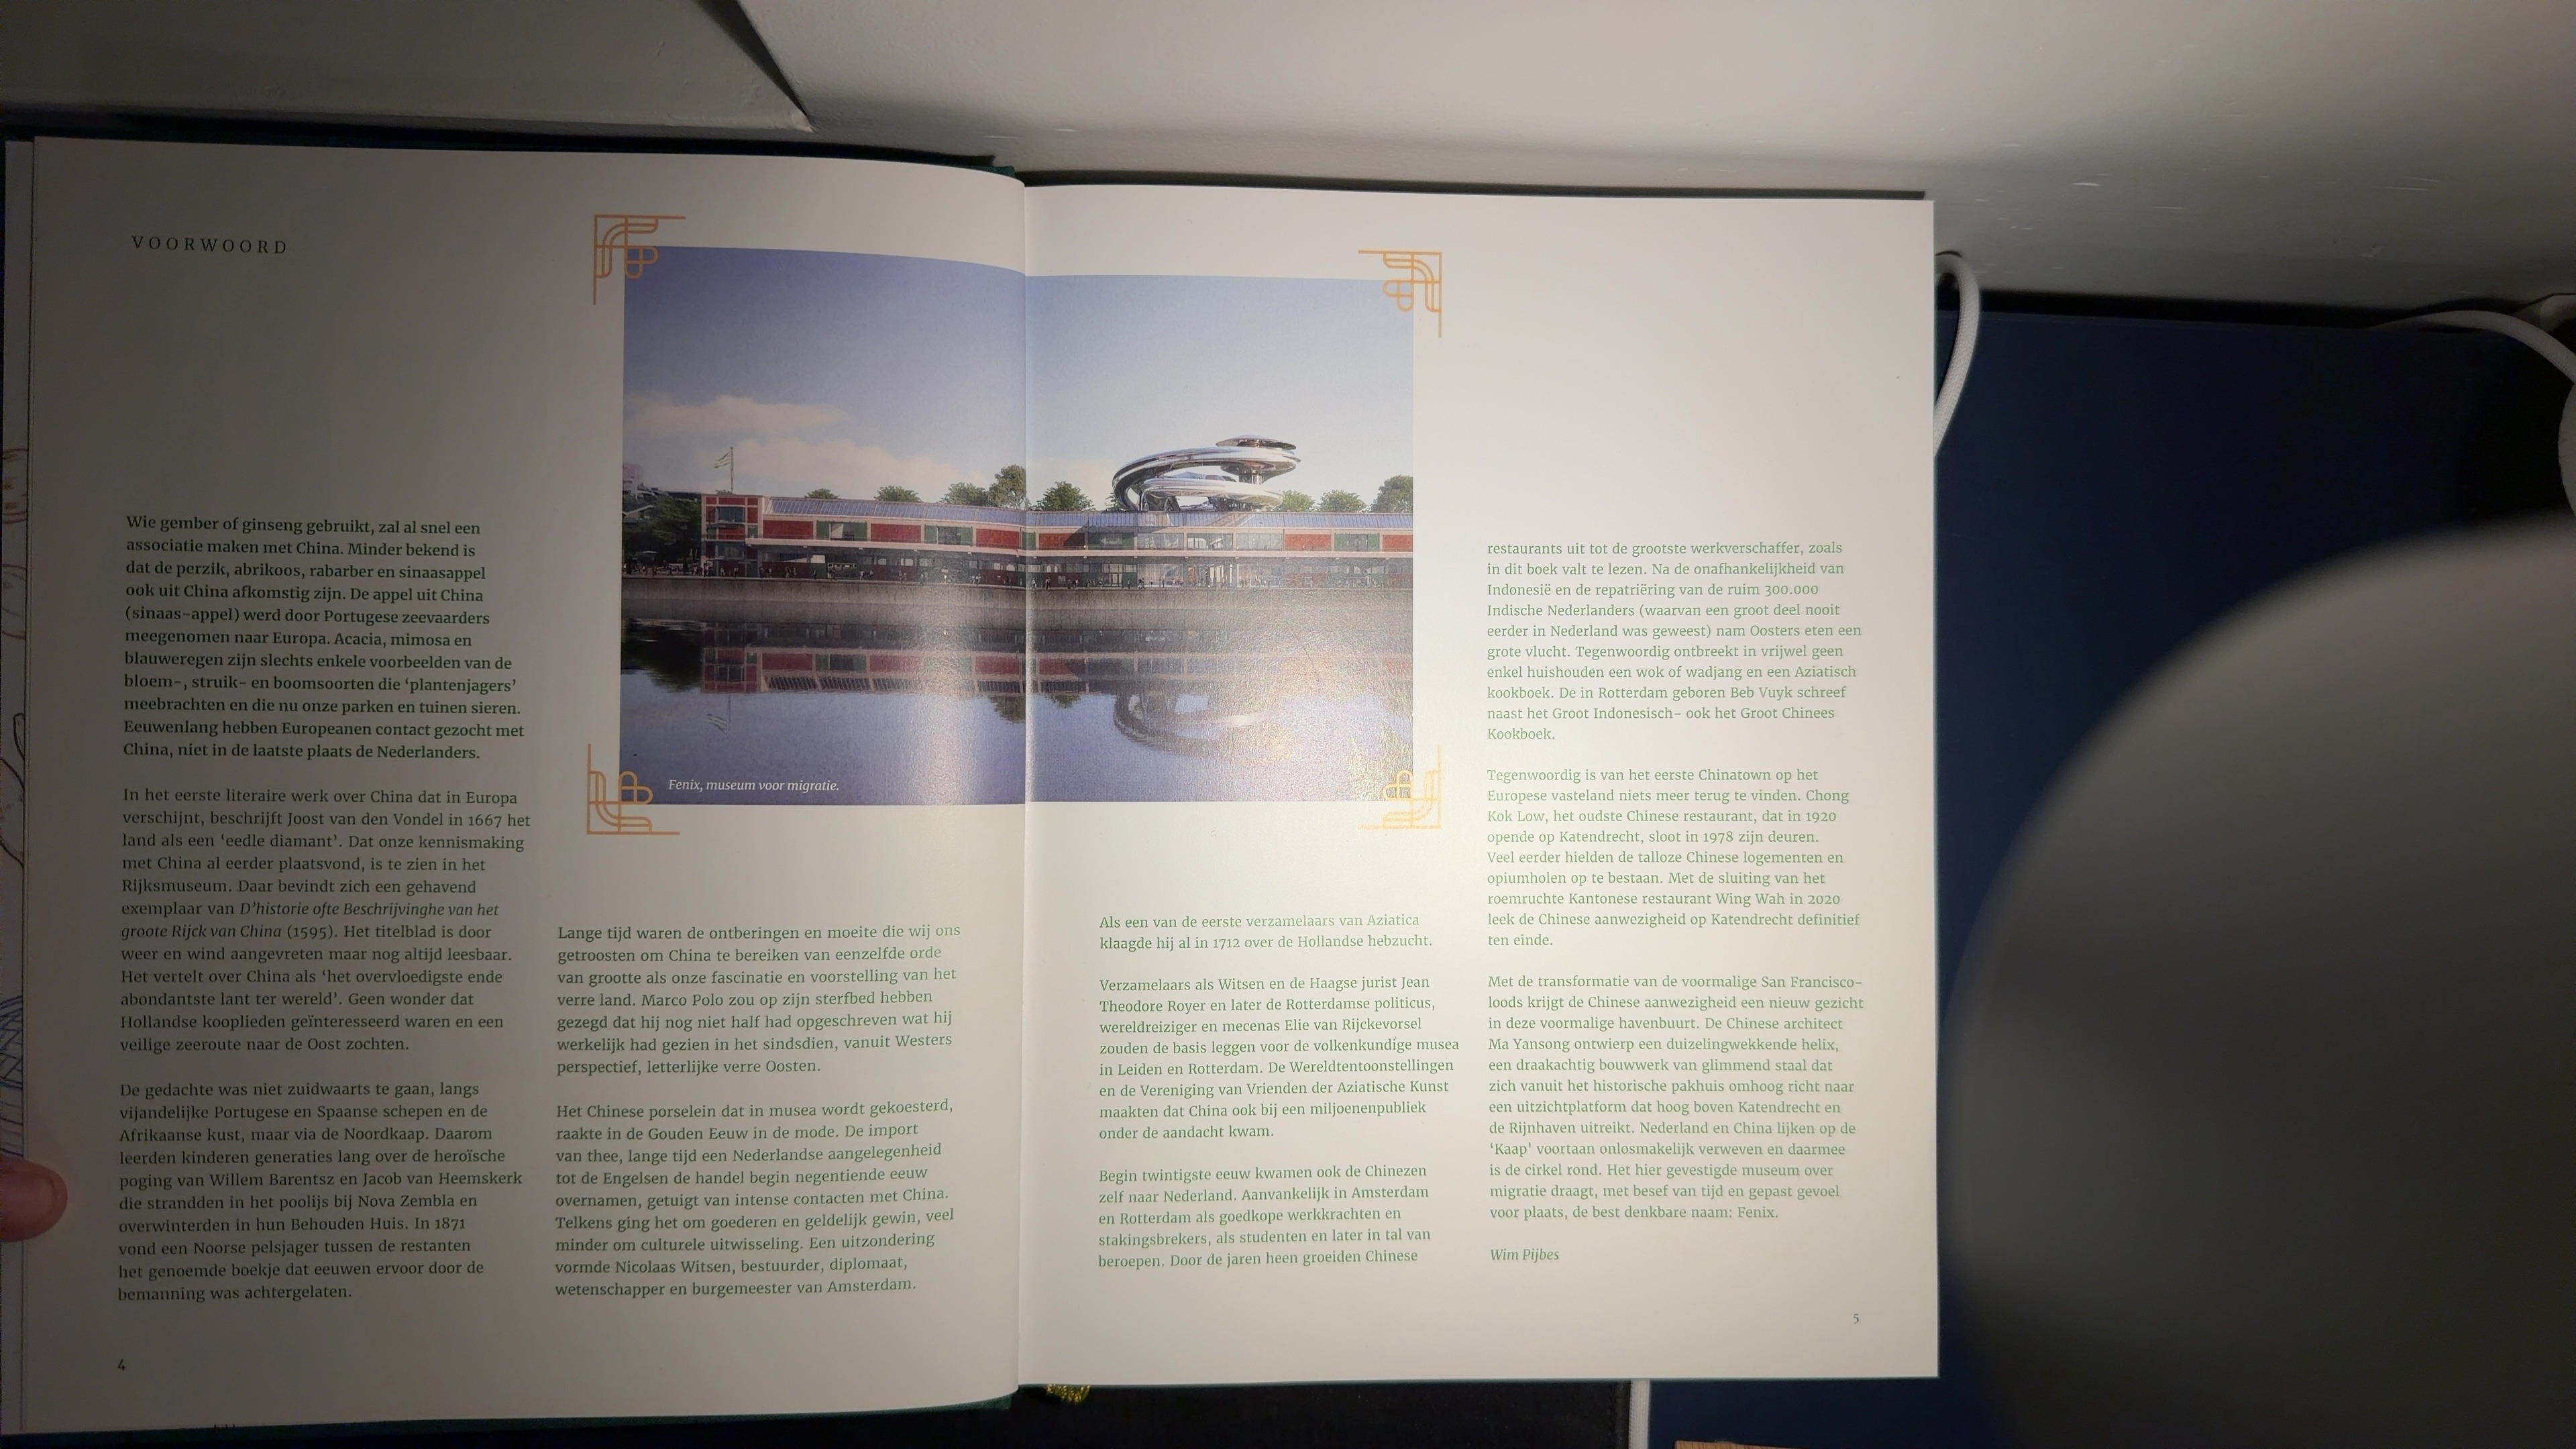 VOORWOORD
Wie gember of ginseng gebruikt, zal al snel een
associatie maken met China. Minder bekend is
dat de perzik, abrikoos, rabarber en sinaasappel
ook uit China afkomstig zijn. De appel uit China
(sinaas-appel) werd door Portugese zeevaarders
meegenomen naar Europa. Acacia, mimosa en
blauweregen zijn slechts enkele voorbeelden van de
bloem-, struik- en boomsoorten die ‘plantenjagers’
meebrachten en die nu onze parken en tuinen sieren.
Eeuwenlang hebben Europeanen contact gezocht met
China, niet in de laatste plaats de Nederlanders.
In het eerste literaire werk over China dat in Europa
verschijnt, beschrijft Joost van den Vondel in 1667 het
land als een ‘eedle diamant’. Dat onze kennismaking
met China al eerder plaatsvond, is te zien in het
Rijksmuseum. Daar bevindt zich een gehavend
exemplaar van D’historie ofte Beschrijvinghe van het
groote Rijck van China (1595). Het titelblad is door
weer en wind aangevreten maar nog altijd leesbaar.
Het vertelt over China als ‘het overvloedigste ende
abondantste lant ter wereld’. Geen wonder dat
Hollandse kooplieden geïnteresseerd waren en een
veilige zeeroute naar de Oost zochten.
De gedachte was niet zuidwaarts te gaan, langs
vijandelijke Portugese en Spaanse schepen en de
Afrikaanse kust, maar via de Noordkaap. Daarom
leerden kinderen generaties lang over de heroïsche
poging van Willem Barentsz en Jacob van Heemskerk
die strandden in het poolijs bij Nova Zembla en
overwinterden in hun Behouden Huis. In 1871
vond een Noorse pelsjager tussen de restanten
het genoemde boekje dat eeuwen ervoor door de
bemanning was achtergelaten.
4
Fenix, museum voor migratie.
Lange tijd waren de ontberingen en moeite die wij ons
getroosten om China te bereiken van eenzelfde orde
van grootte als onze fascinatie en voorstelling van het
verre land. Marco Polo zou op zijn sterfbed hebben
gezegd dat hij nog niet half had opgeschreven wat hij
werkelijk had gezien in het sindsdien, vanuit Westers
perspectief, letterlijke verre Oosten.
Het Chinese porselein dat in musea wordt gekoesterd,
raakte in de Gouden Eeuw in de mode. De import
van thee, lange tijd een Nederlandse aangelegenheid
tot de Engelsen de handel begin negentiende eeuw
overnamen, getuigt van intense contacten met China.
Telkens ging het om goederen en geldelijk gewin, veel
minder om culturele uitwisseling. Een uitzondering
vormde Nicolaas Witsen, bestuurder, diplomaat,
wetenschapper en burgemeester van Amsterdam.
Als een van de eerste verzamelaars van Aziatica
klaagde hij al in 1712 over de Hollandse hebzucht.
Verzamelaars als Witsen en de Haagse jurist Jean
Theodore Royer en later de Rotterdamse politicus,
wereldreiziger en mecenas Elie van Rijckevorsel
zouden de basis leggen voor de volkenkundige musea
in Leiden en Rotterdam. De Wereldtentoonstellingen
en de Vereniging van Vrienden der Aziatische Kunst
maakten dat China ook bij een miljoenenpubliek
onder de aandacht kwam.
Begin twintigste eeuw kwamen ook de Chinezen
zelf naar Nederland. Aanvankelijk in Amsterdam
en Rotterdam als goedkope werkkrachten en
stakingsbrekers, als studenten en later in tal van
beroepen. Door de jaren heen groeiden Chinese
restaurants uit tot de grootste werkverschaffer, zoals
in dit boek valt te lezen. Na de onafhankelijkheid van
Indonesië en de repatriëring van de ruim 300.000
Indische Nederlanders (waarvan een groot deel nooit
eerder in Nederland was geweest) nam Oosters eten een
grote vlucht. Tegenwoordig ontbreekt in vrijwel geen
enkel huishouden een wok of wadjang en een Aziatisch
kookboek. De in Rotterdam geboren Beb Vuyk schreef
naast het Groot Indonesisch- ook het Groot Chinees
Kookboek.
Tegenwoordig is van het eerste Chinatown op het
Europese vasteland niets meer terug te vinden. Chong
Kok Low, het oudste Chinese restaurant, dat in 1920
opende op Katendrecht, sloot in 1978 zijn deuren.
Veel eerder hielden de talloze Chinese logementen en
opiumholen op te bestaan. Met de sluiting van het
roemruchte Kantonese restaurant Wing Wah in 2020
leek de Chinese aanwezigheid op Katendrecht definitief
ten einde.
Met de transformatie van de voormalige San Francisco-
loods krijgt de Chinese aanwezigheid een nieuw gezicht
in deze voormalige havenbuurt. De Chinese architect
Ma Yansong ontwierp een duizelingwekkende helix,
een draakachtig bouwwerk van glimmend staal dat
zich vanuit het historische pakhuis omhoog richt naar
een uitzichtplatform dat hoog boven Katendrecht en
de Rijnhaven uitreikt. Nederland en China lijken op de
‘Kaap’ voortaan onlosmakelijk verweven en daarmee
is de cirkel rond. Het hier gevestigde museum over
migratie draagt, met besef van tijd en gepast gevoel
voor plaats, de best denkbare naam: Fenix.
Wim Pijbes
5